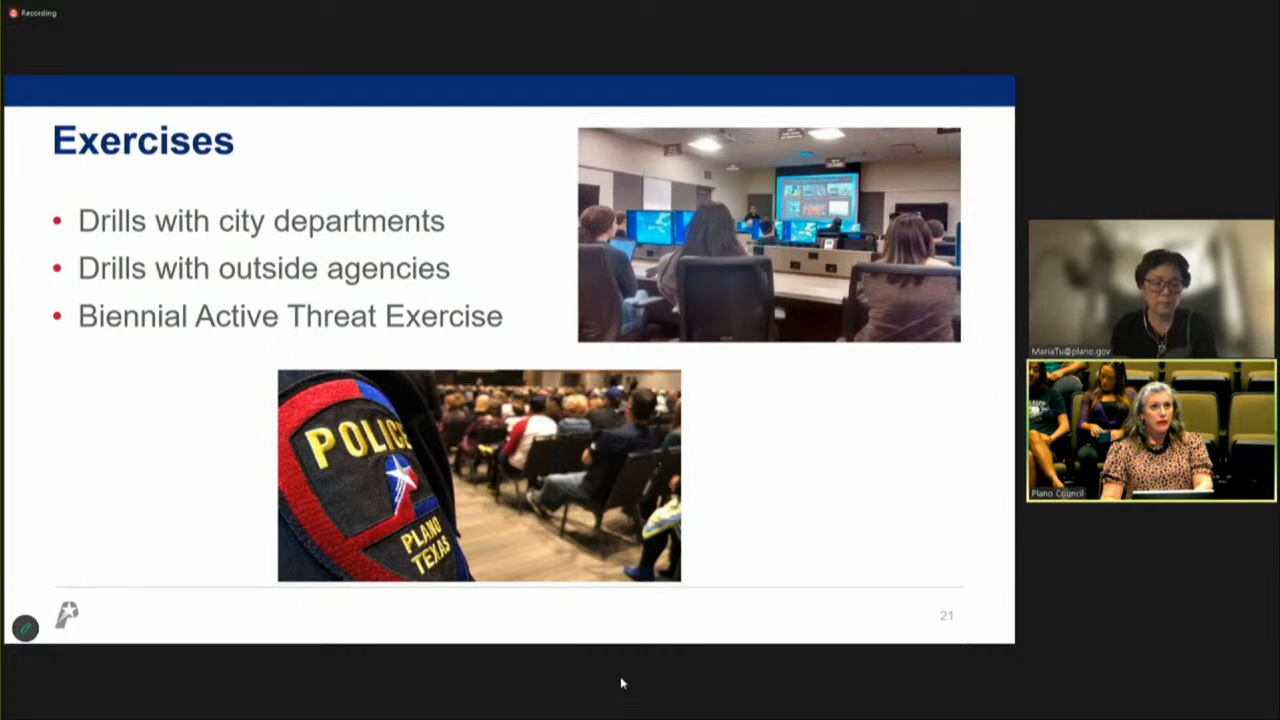 Recording
Exercises
• Drills with city departments
• Drills with outside agencies
• Biennial Active Threat Exercise
POLICE
PLANO
TEXAS
21
MariaTu@plano.gov
Plano Council